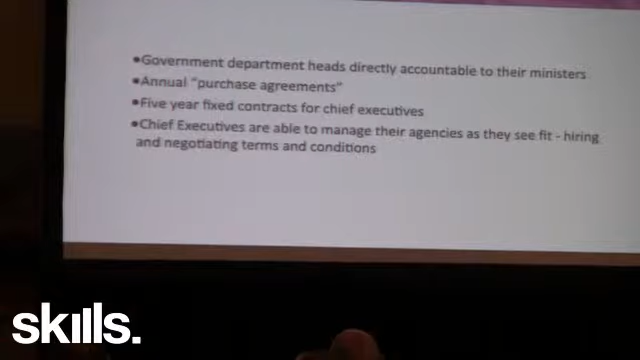 •Government department heads directly accountable to their ministers
•Annual "purchase agreements"
•Five year fixed contracts for chief executives
•Chief Executives are able to manage their agencies as they see fit - hiring
and negotiating terms and conditions
skills.